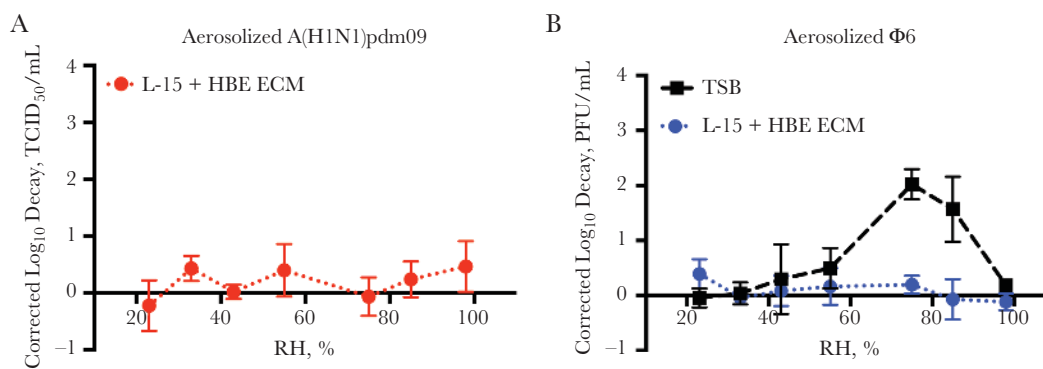 A
Aerosolized A(H1N1)pdm09
L-15 + HBE ECM
Corrected Log₁₀ Decay, TCID₅₀/mL
4
3
2
1
0
−1
20
40
60
80
100
RH, %
B
Aerosolized Φ6
TSB
L-15 + HBE ECM
Corrected Log₁₀ Decay, PFU/mL
4
3
2
1
0
−1
20
40
60
80
100
RH, %